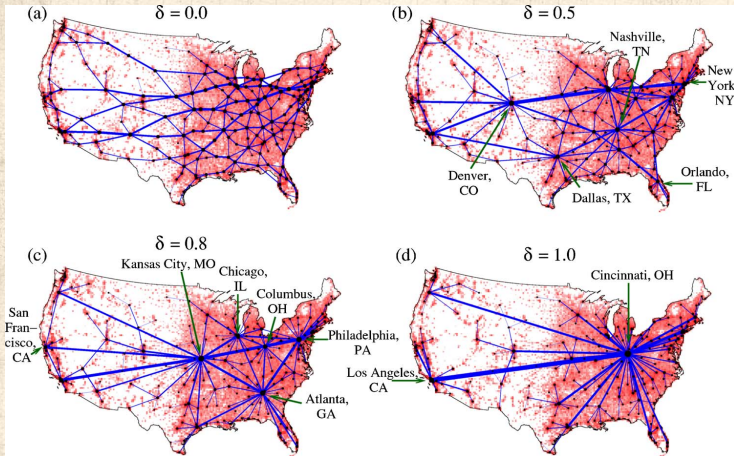 (a)
δ = 0.0
(b)
δ = 0.5
Nashville,
TN
New
York,
NY
Denver,
CO
Dallas, TX
Orlando,
FL
(c)
δ = 0.8
Kansas City, MO
Chicago,
IL
Columbus,
OH
San
Fran-
cisco,
CA
Philadelphia,
PA
Atlanta,
GA
(d)
δ = 1.0
Cincinnati, OH
Los Angeles,
CA